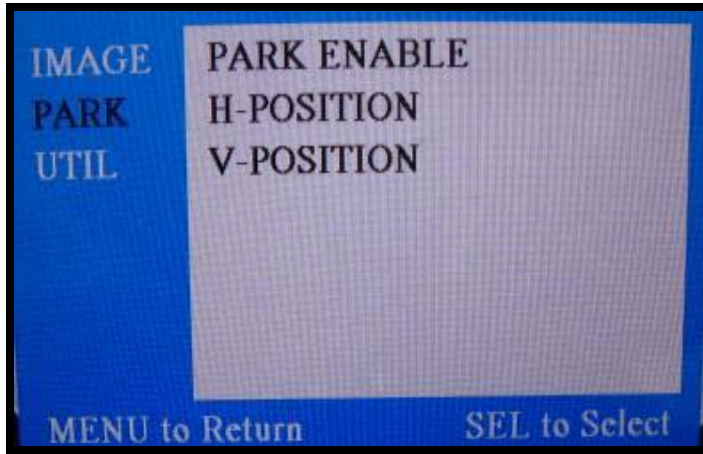 IMAGE PARK ENABLE
PARK H-POSITION
UTIL V-POSITION
MENU to Return SEL to Select